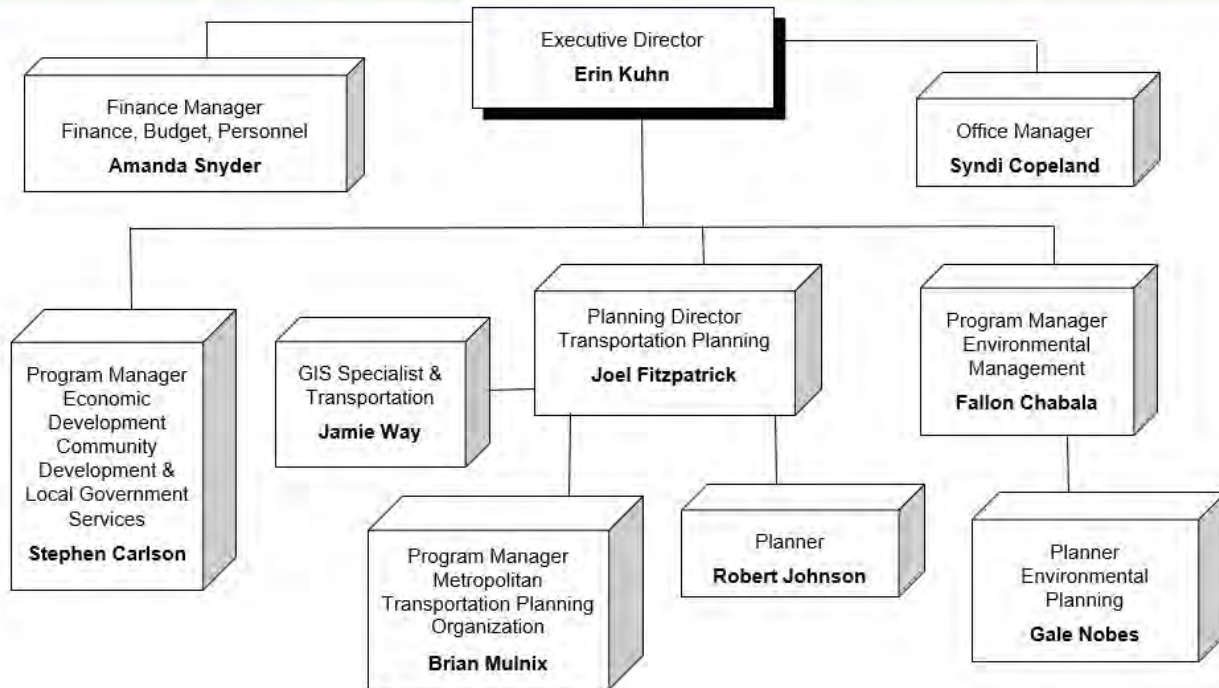 Executive Director
Erin Kuhn
Finance Manager
Finance, Budget, Personnel
Amanda Snyder
Office Manager
Syndi Copeland
Program Manager
Economic
Development
Community
Development &
Local Government
Services
Stephen Carlson
GIS Specialist &
Transportation
Jamie Way
Planning Director
Transportation Planning
Joel Fitzpatrick
Program Manager
Environmental
Management
Fallon Chabala
Program Manager
Metropolitan
Transportation Planning
Organization
Brian Mulnix
Planner
Robert Johnson
Planner
Environmental
Planning
Gale Nobes